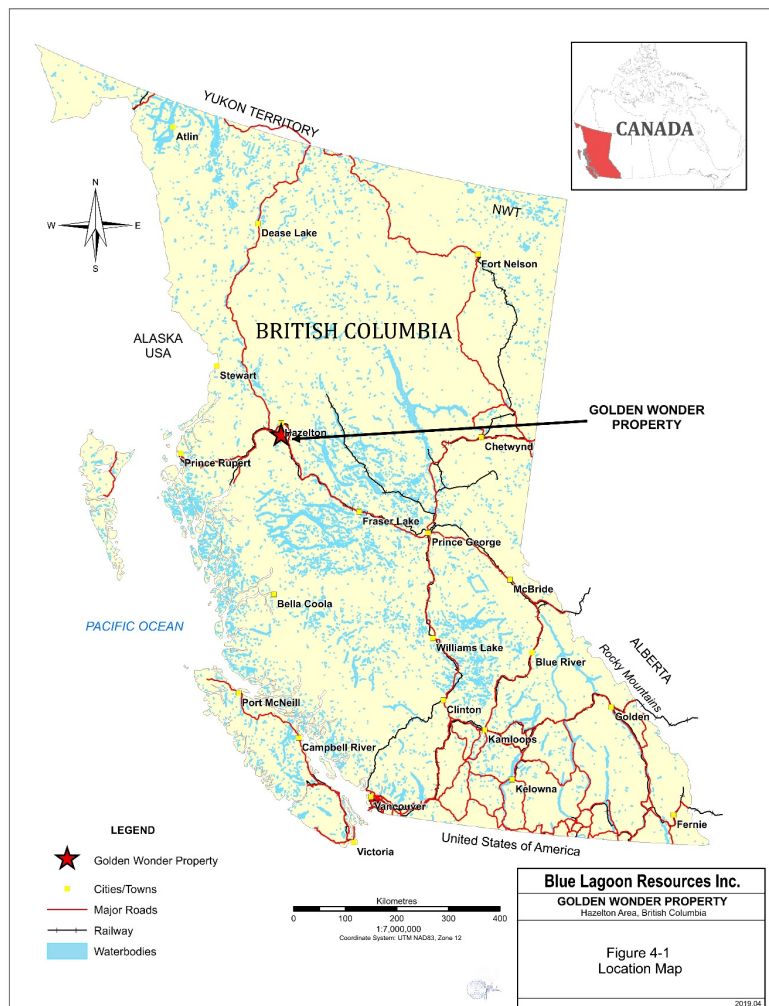 YUKON TERRITORY
Atlin
CANADA
N
W
E
S
NWT
Dease Lake
Fort Nelson
BRITISH COLUMBIA
ALASKA
USA
Stewart
GOLDEN WONDER
PROPERTY
Hazelton
Chetwynd
Prince Rupert
Fraser Lake
Prince George
McBride
Bella Coola
PACIFIC OCEAN
Williams Lake
ALBERTA
Blue River
Rocky Mountains
Port McNeill
Clinton
Golden
Kamloops
Campbell River
Kelowna
Vancouver
Fernie
United States of America
Victoria
LEGEND
Golden Wonder Property
Cities/Towns
Major Roads
Railway
Waterbodies
Kilometres
0 100 200 300 400
1:7,000,000
Coordinate System: UTM NAD83, Zone 12
Blue Lagoon Resources Inc.
GOLDEN WONDER PROPERTY
Hazelton Area, British Columbia
Figure 4-1
Location Map
2019.04